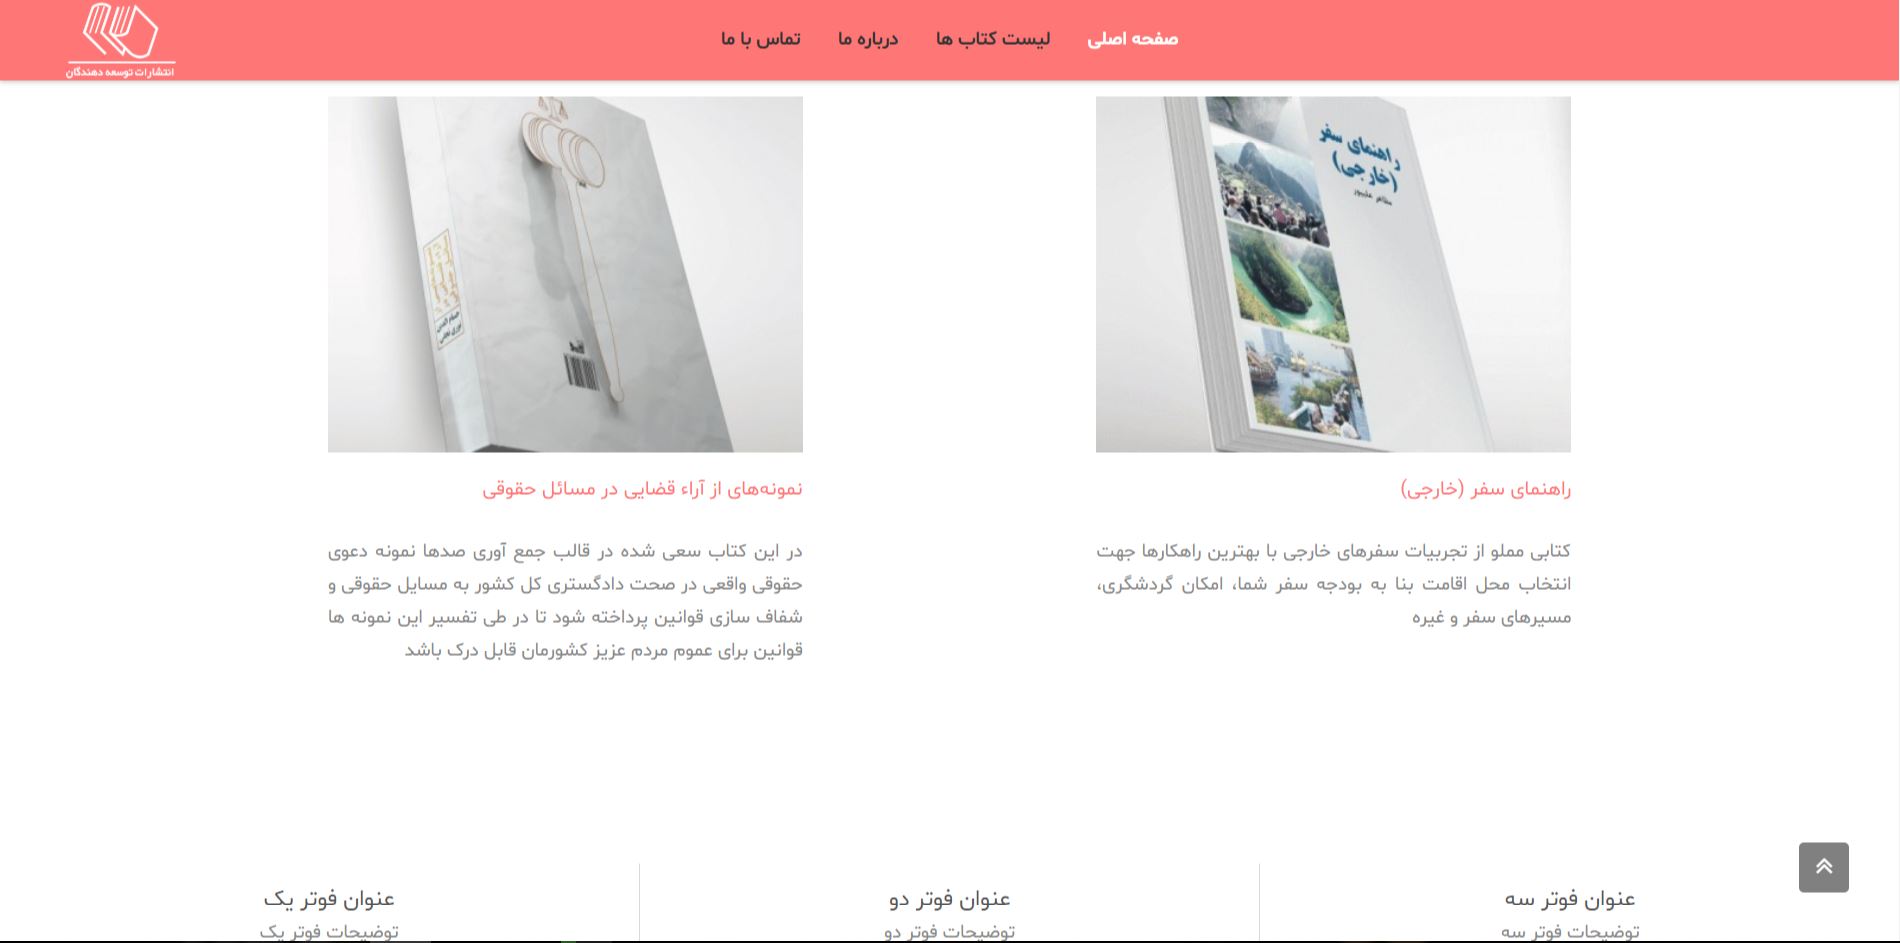 صفحه اصلی
لیست کتاب ها
درباره ما
تماس با ما
انتشارات توسعه دهندگان
راهنمای سفر
(خارجی)
راهنمای سفر (خارجی)
کتابی مملو از تجربیات سفرهای خارجی با بهترین راهکارها جهت
انتخاب محل اقامت بنا به بودجه سفر شما، امکان گردشگری،
مسیرهای سفر و غیره
نمونه‌های از آراء قضایی در مسائل حقوقی
در این کتاب سعی شده در قالب جمع آوری صدها نمونه دعوی
حقوقی واقعی در صحت دادگستری کل کشور به مسایل حقوقی و
شفاف سازی قوانین پرداخته شود تا در طی تفسیر این نمونه ها
قوانین برای عموم مردم عزیز کشورمان قابل درک باشد
عنوان فوتر سه
توضیحات فوتر سه
عنوان فوتر دو
توضیحات فوتر دو
عنوان فوتر یک
توضیحات فوتر یک